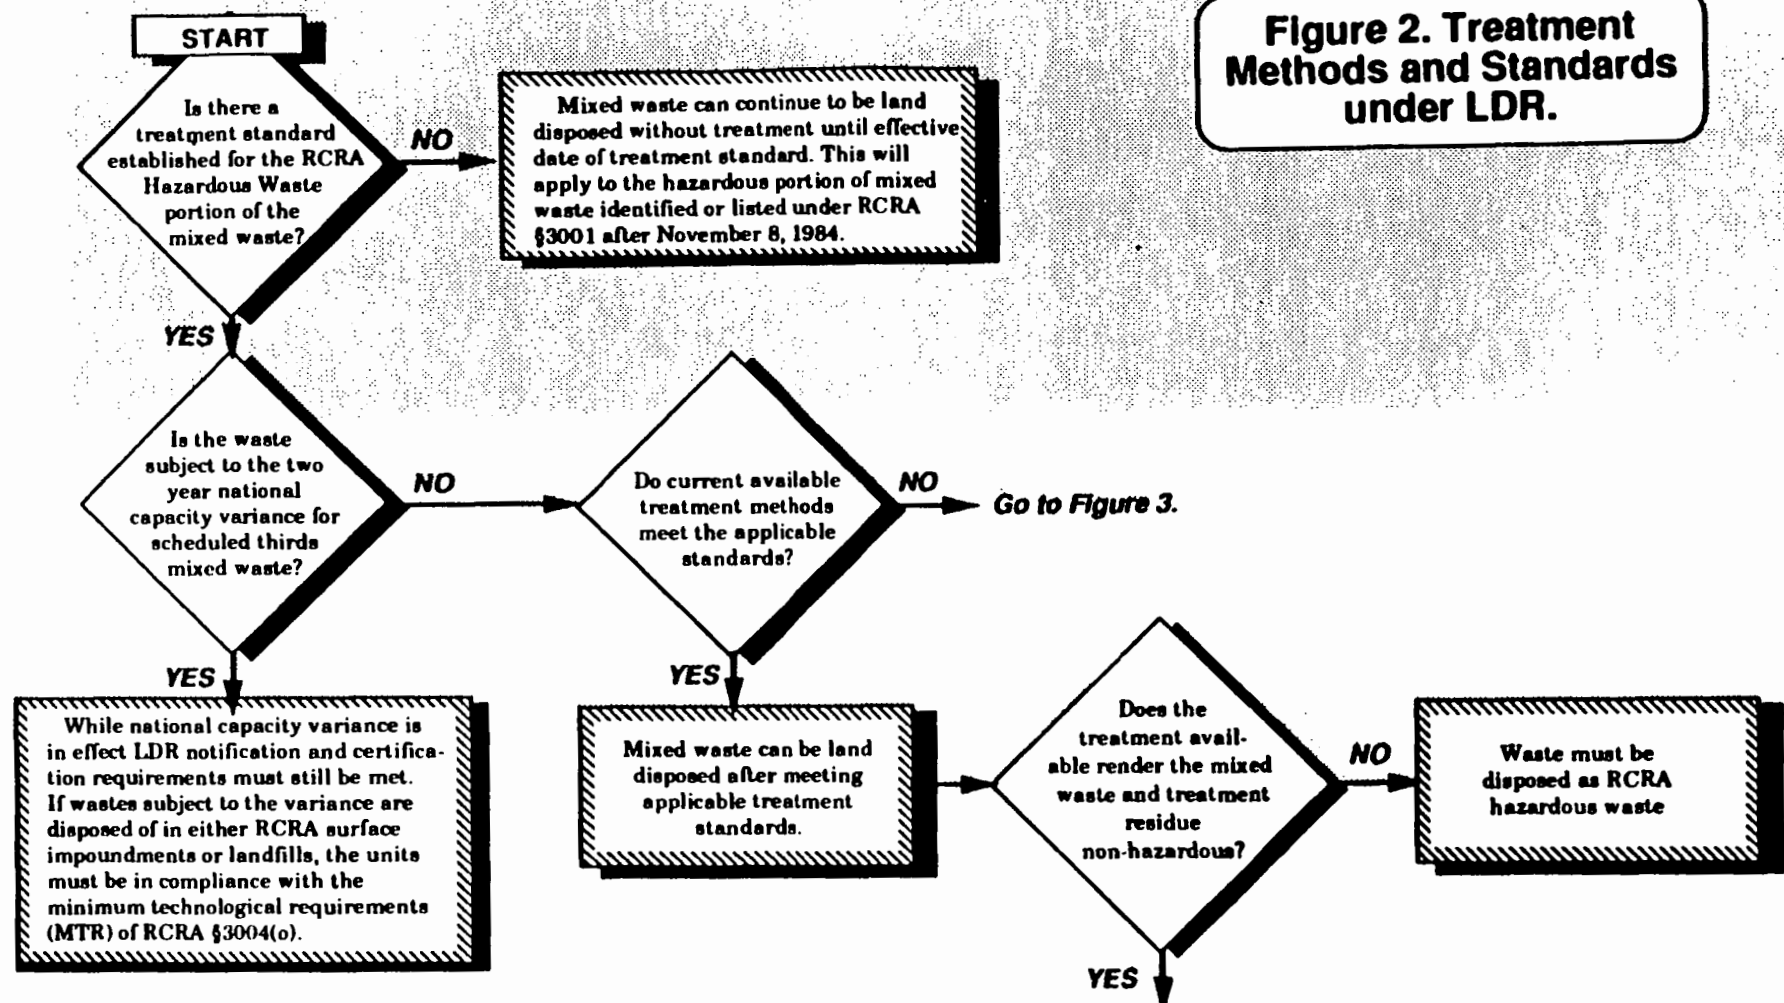 START
Figure 2. Treatment
Methods and Standards
under LDR.
Is there a
treatment standard
established for the RCRA
Hazardous Waste
portion of the
mixed waste?
NO
Mixed waste can continue to be land
disposed without treatment until effective
date of treatment standard. This will
apply to the hazardous portion of mixed
waste identified or listed under RCRA
§3001 after November 8, 1984.
YES
Is the waste
subject to the two
year national
capacity variance for
scheduled thirds
mixed waste?
NO
Do current available
treatment methods
meet the applicable
standards?
NO
Go to Figure 3.
YES
While national capacity variance is
in effect LDR notification and certifica-
tion requirements must still be met.
If wastes subject to the variance are
disposed of in either RCRA surface
impoundments or landfills, the units
must be in compliance with the
minimum technological requirements
(MTR) of RCRA §3004(o).
YES
Mixed waste can be land
disposed after meeting
applicable treatment
standards.
Does the
treatment avail-
able render the mixed
waste and treatment
residue
non-hazardous?
NO
Waste must be
disposed as RCRA
hazardous waste
YES